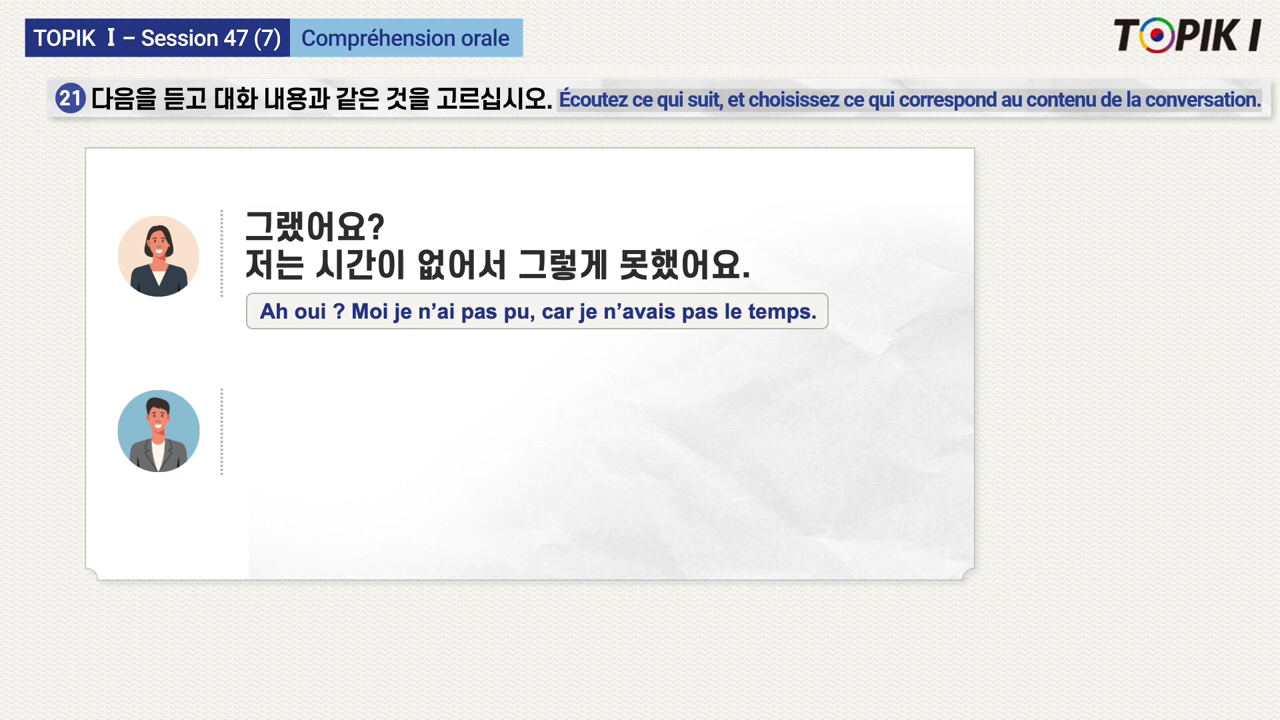 TOPIK Ⅰ – Session 47 (7) Compréhension orale
TOPIK I
21 다음을 듣고 대화 내용과 같은 것을 고르십시오. Écoutez ce qui suit, et choisissez ce qui correspond au contenu de la conversation.
그랬어요?
저는 시간이 없어서 그렇게 못했어요.
Ah oui ? Moi je n’ai pas pu, car je n’avais pas le temps.